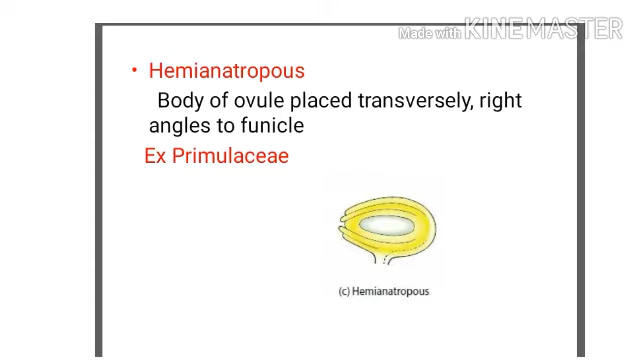 Made with KINEMASTER
• Hemianatropous
Body of ovule placed transversely, right
angles to funicle
Ex Primulaceae
(c) Hemianatropous